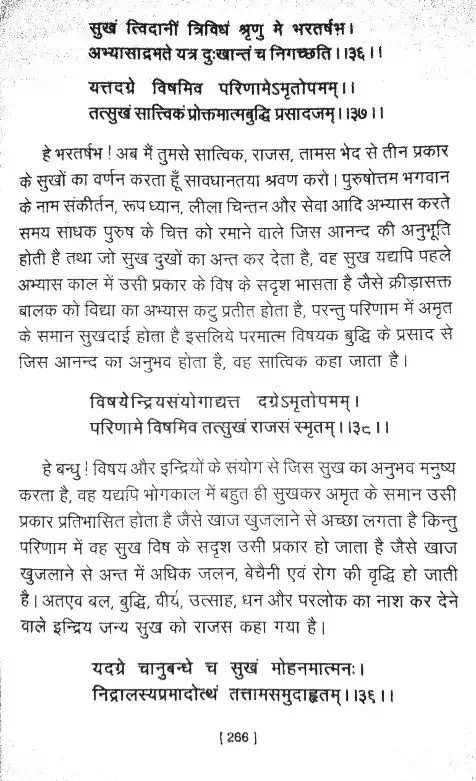 सुखं त्विदानीं त्रिविधं श्रृणु मे भरतर्षभ।
अभ्यासाद्रमते यत्र दुःखान्तं च निगच्छति।।३६।।
यत्तदग्रे विषमिव परिणामेऽमृतोपमम्।।
तत्सुखं सात्त्विकं प्रोक्तमात्मबुद्धि प्रसादजम्।।३७।।
हे भरतर्षभ! अब मैं तुमसे सात्विक, राजस, तामस भेद से तीन प्रकार
के सुखों का वर्णन करता हूँ सावधानतया श्रवण करो। पुरुषोत्तम भगवान
के नाम संकीर्तन, रूप ध्यान, लीला चिन्तन और सेवा आदि अभ्यास करते
समय साधक पुरुष के चित्त को रमाने वाले जिस आनन्द की अनुभूति
होती है तथा जो सुख दुखों का अन्त कर देता है, वह सुख यद्यपि पहले
अभ्यास काल में उसी प्रकार के विष के सदृश भासता है जैसे क्रीड़ासक्त
बालक को विद्या का अभ्यास कटु प्रतीत होता है, परन्तु परिणाम में अमृत
के समान सुखदाई होता है इसलिये परमात्म विषयक बुद्धि के प्रसाद से
जिस आनन्द का अनुभव होता है, वह सात्विक कहा जाता है।
विषयेन्द्रियसंयोगाद्यत्त दग्रेऽमृतोपमम्।
परिणामे विषमिव तत्सुखं राजसं स्मृतम्।।३८।।
हे बन्धु! विषय और इन्द्रियों के संयोग से जिस सुख का अनुभव मनुष्य
करता है, वह यद्यपि भोगकाल में बहुत ही सुखकर अमृत के समान उसी
प्रकार प्रतिभासित होता है जैसे खाज खुजलाने से अच्छा लगता है किन्तु
परिणाम में वह सुख विष के सदृश उसी प्रकार हो जाता है जैसे खाज
खुजलाने से अन्त में अधिक जलन, बेचैनी एवं रोग की वृद्धि हो जाती
है। अतएव बल, बुद्धि, वीर्य, उत्साह, धन और परलोक का नाश कर देने
वाले इन्द्रिय जन्य सुख को राजस कहा गया है।
यदग्रे चानुबन्धे च सुखं मोहनमात्मनः।
निद्रालस्यप्रमादोत्थं तत्तामसमुदाहृतम्।।३६।।
[ 266 ]